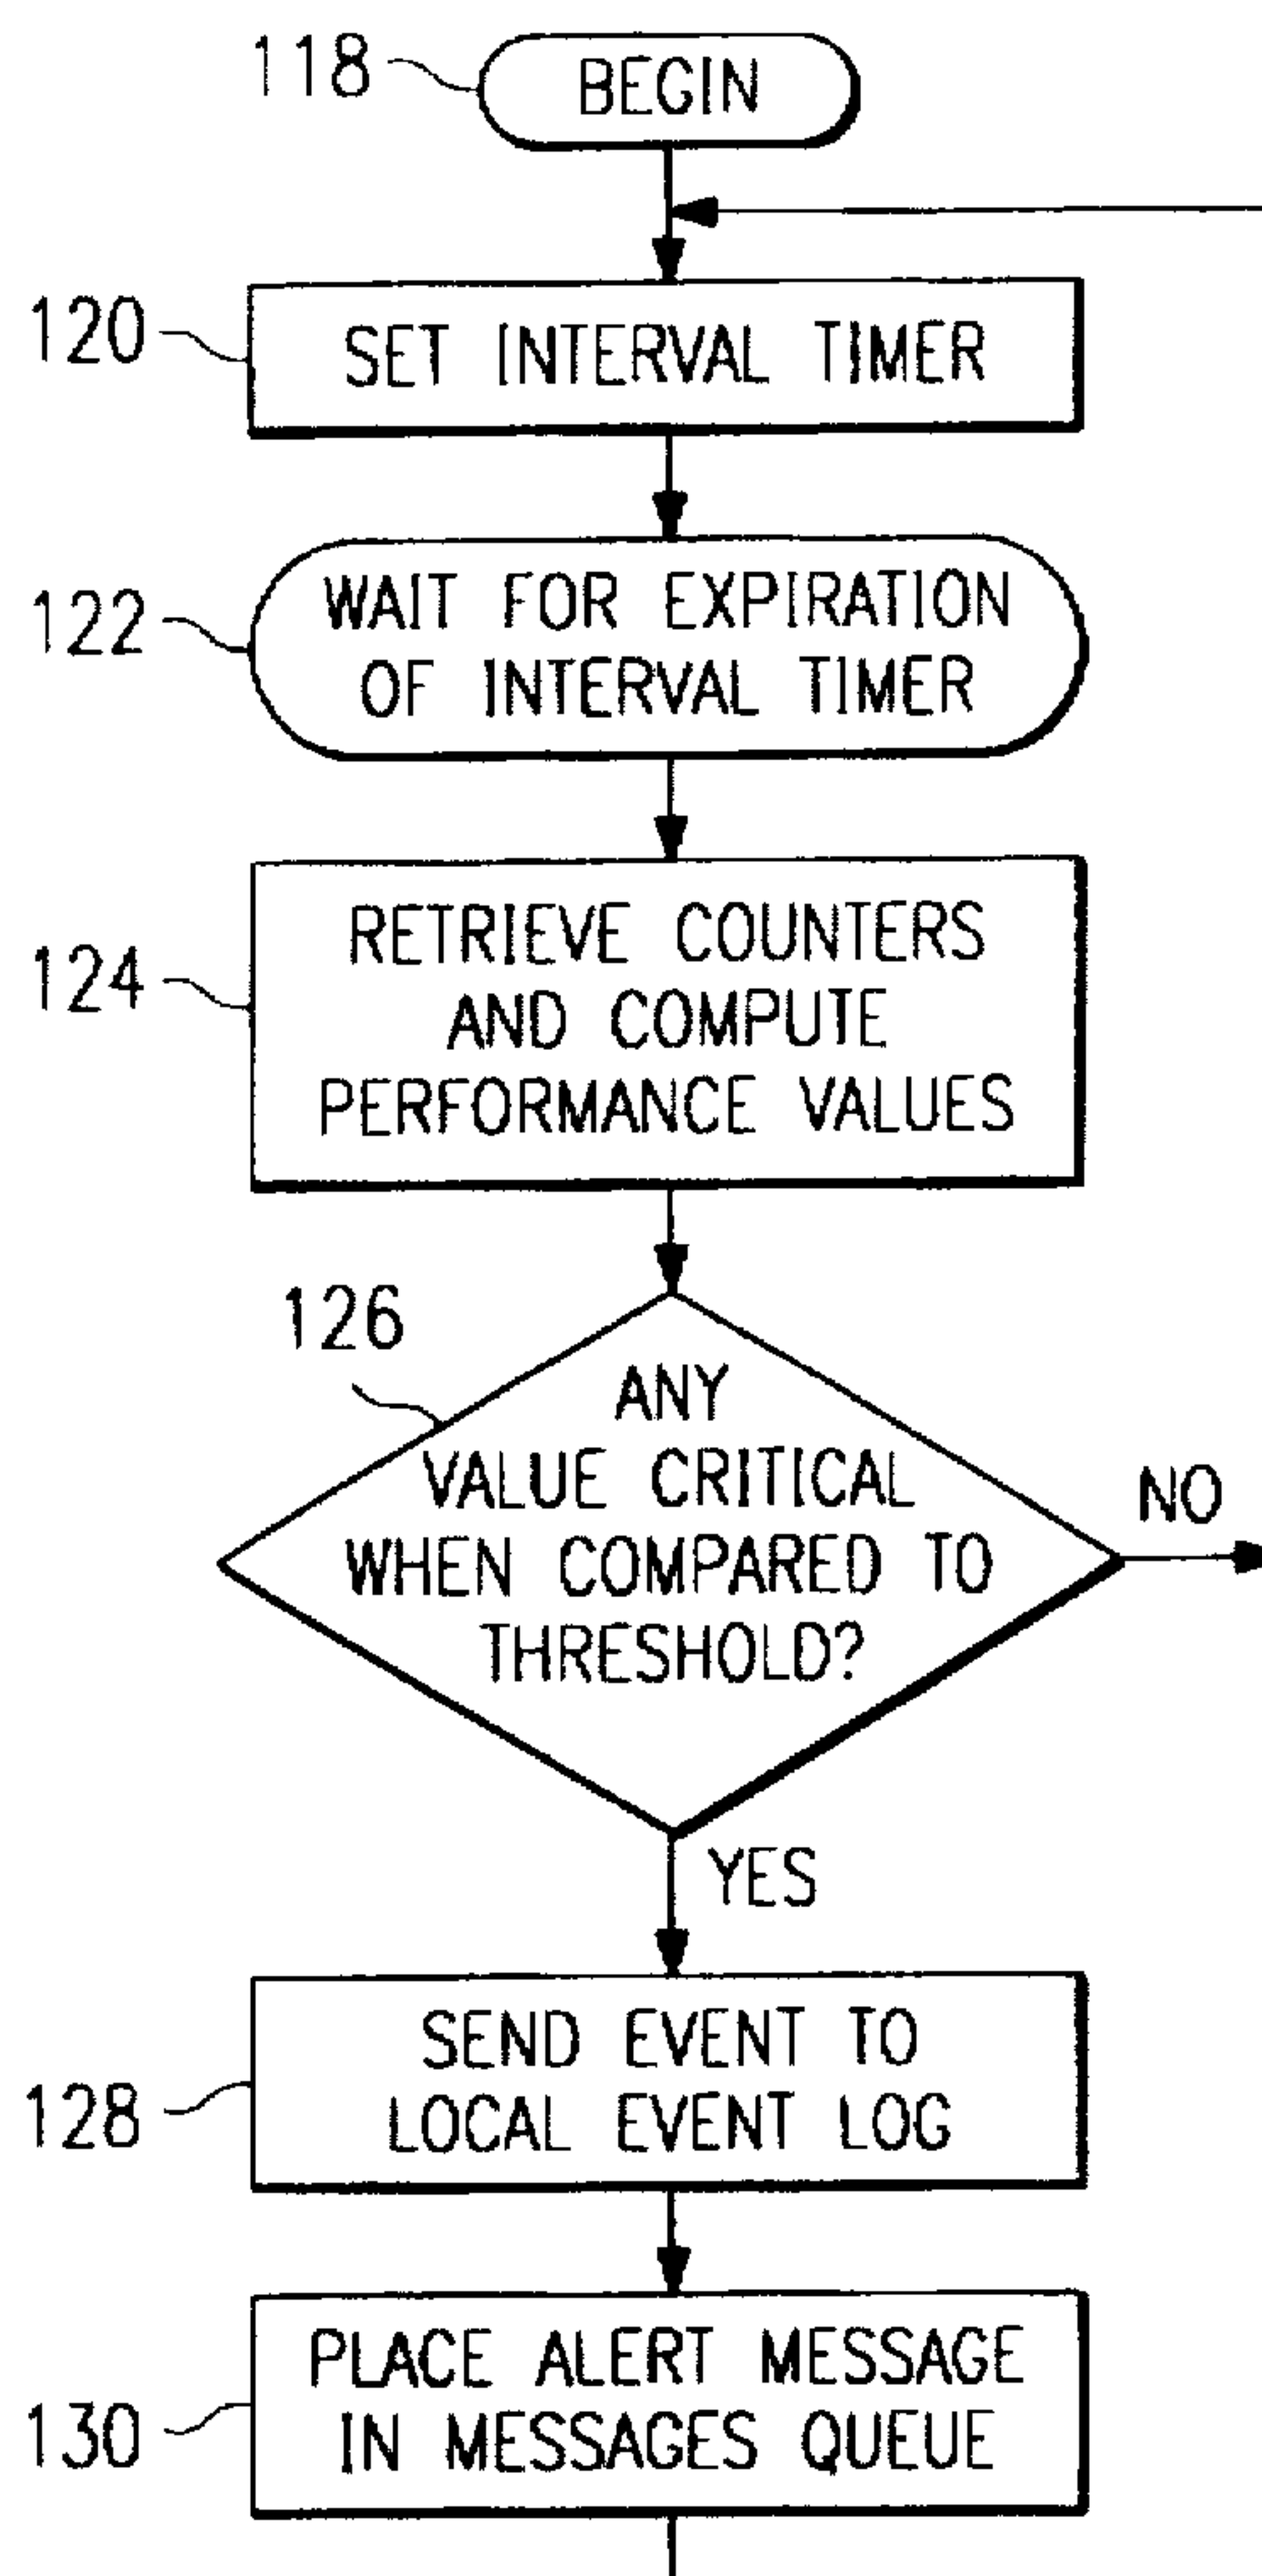 118
BEGIN
120
SET INTERVAL TIMER
122
WAIT FOR EXPIRATION
OF INTERVAL TIMER
124
RETRIEVE COUNTERS
AND COMPUTE
PERFORMANCE VALUES
126
ANY
VALUE CRITICAL
WHEN COMPARED TO
THRESHOLD?
NO
YES
128
SEND EVENT TO
LOCAL EVENT LOG
130
PLACE ALERT MESSAGE
IN MESSAGES QUEUE